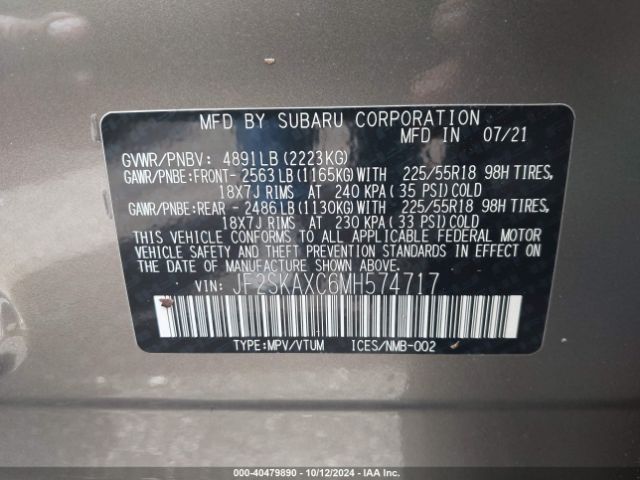 MFD BY SUBARU CORPORATION
MFD IN 07/21
GVWR/PNBV: 4891LB(2223KG)
GAWR/PNBE:FRONT- 2563LB(1165KG)WITH 225/55R18 98H TIRES,
18X7J RIMS AT 240 KPA(35 PSI)COLD
GAWR/PNBE:REAR - 2486LB(1130KG)WITH 225/55R18 98H TIRES,
18X7J RIMS AT 230 KPA(33 PSI)COLD
THIS VEHICLE CONFORMS TO ALL APPLICABLE FEDERAL MOTOR
VEHICLE SAFETY AND THEFT PREVENTION STANDARDS IN EFFECT ON
THE DATE OF MANUFACTURE SHOWN ABOVE.
VIN: JF2SKAXC6MH574717
TYPE:MPV/VTUM ICES/NMB-002
000-40479890 - 10/12/2024 - IAA Inc.